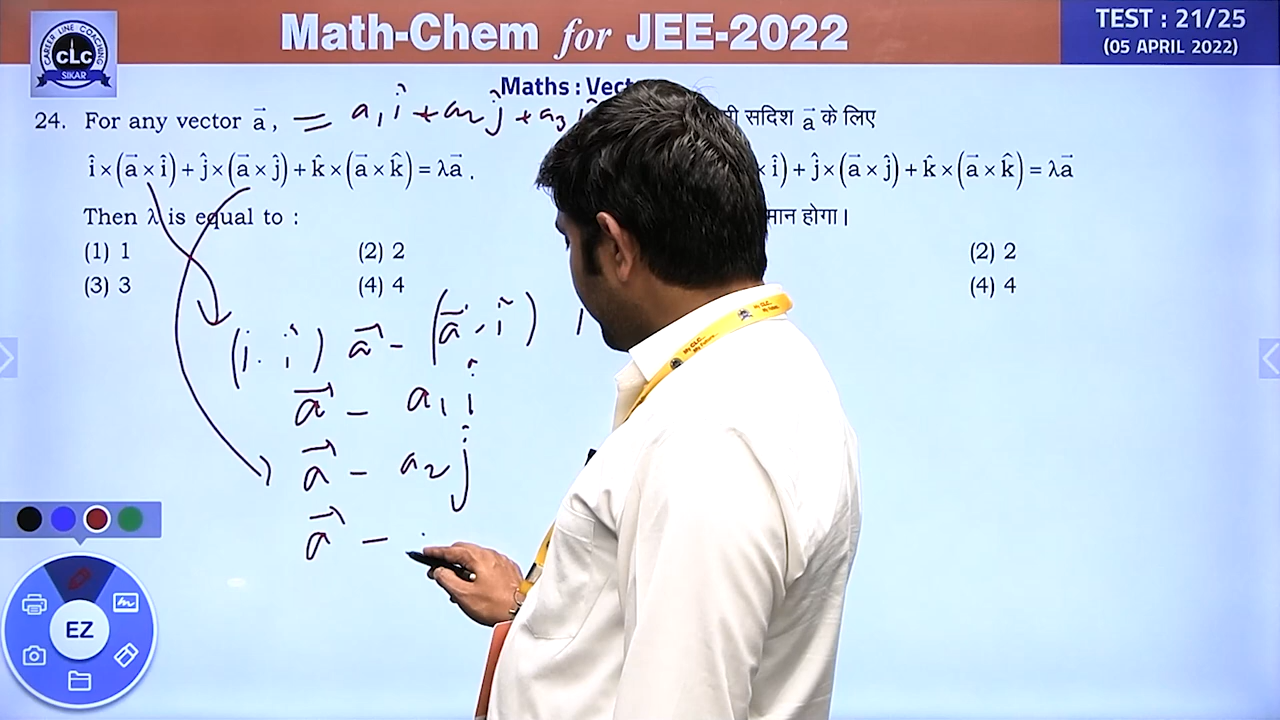 CAREER LINE COACHING
CLC
SIKAR
Math-Chem for JEE-2022
TEST : 21/25
(05 APRIL 2022)
Maths : Vect
24. For any vector a⃗, = a₁î + a₂ĵ + a₃
î×(a⃗×î)+ĵ×(a⃗×ĵ)+k̂×(a⃗×k̂)=λa⃗.
Then λ is equal to :
(1) 1 (2) 2
(3) 3 (4) 4
सदिश a⃗ के लिए
×î)+ĵ×(a⃗×ĵ)+k̂×(a⃗×k̂)=λa⃗
मान होगा।
(2) 2
(4) 4
(i · i) a⃗ − (a⃗ · i)
a⃗ − a₁ i
a⃗ − a₂ j
a⃗ −
EZ